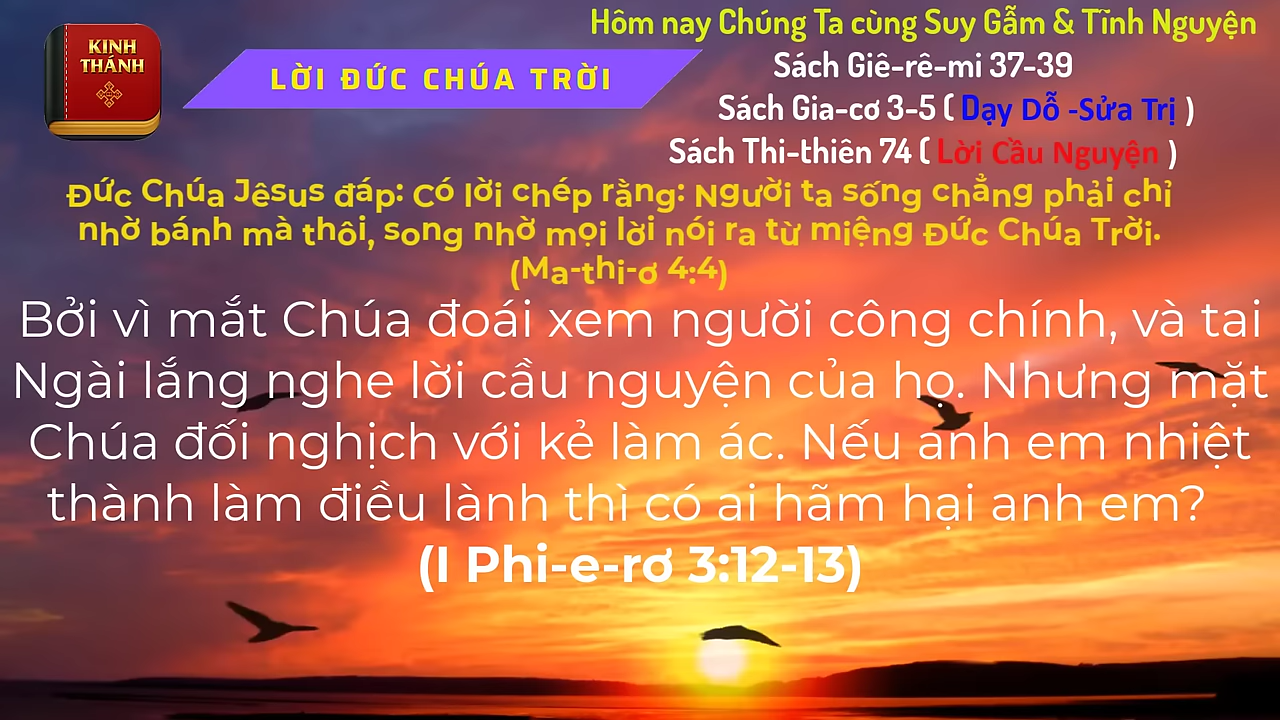 KINH
THÁNH
LỜI ĐỨC CHÚA TRỜI
Hôm nay Chúng Ta cùng Suy Gẫm & Tĩnh Nguyện
Sách Giê-rê-mi 37-39
Sách Gia-cơ 3-5 ( Dạy Dỗ -Sửa Trị )
Sách Thi-thiên 74 ( Lời Cầu Nguyện )
Đức Chúa Jêsus đáp: Có lời chép rằng: Người ta sống chẳng phải chỉ
nhờ bánh mà thôi, song nhờ mọi lời nói ra từ miệng Đức Chúa Trời.
(Ma-thi-ơ 4:4)
Bởi vì mắt Chúa đoái xem người công chính, và tai
Ngài lắng nghe lời cầu nguyện của họ. Nhưng mặt
Chúa đối nghịch với kẻ làm ác. Nếu anh em nhiệt
thành làm điều lành thì có ai hãm hại anh em?
(I Phi-e-rơ 3:12-13)